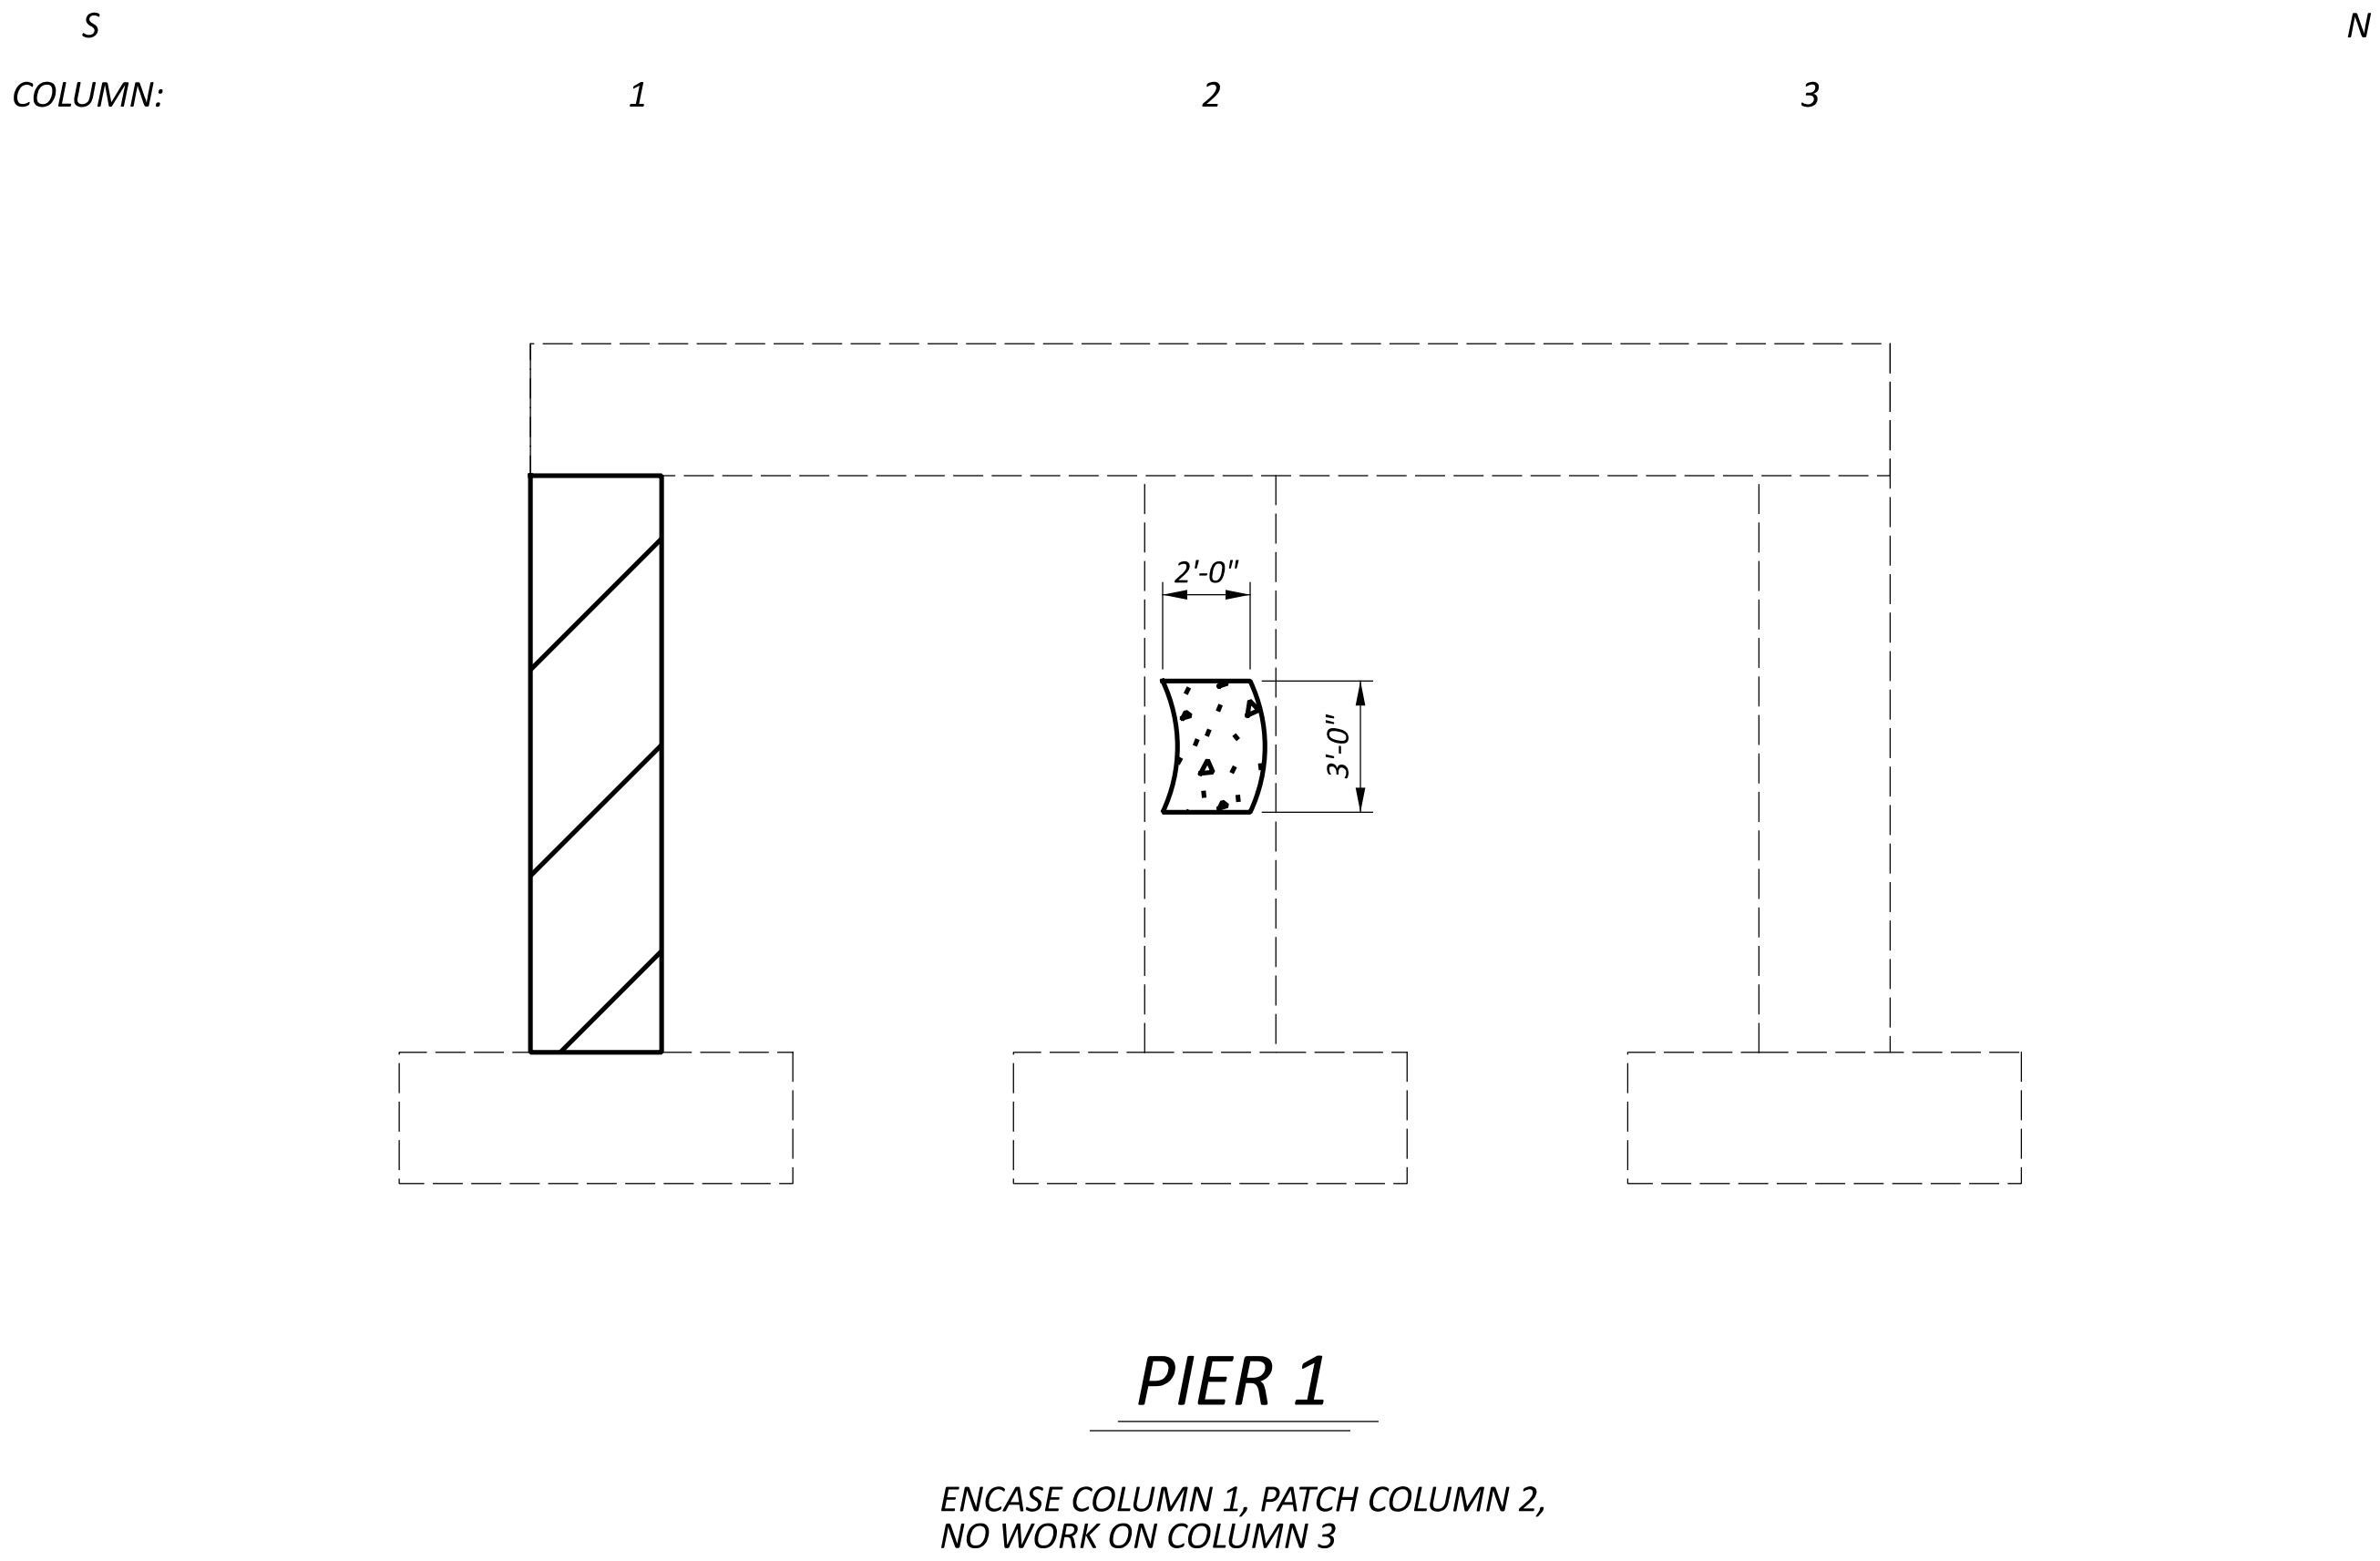 S N
COLUMN: 1 2 3
2'-0"
3'-0"
PIER 1
ENCASE COLUMN 1, PATCH COLUMN 2,
NO WORK ON COLUMN 3